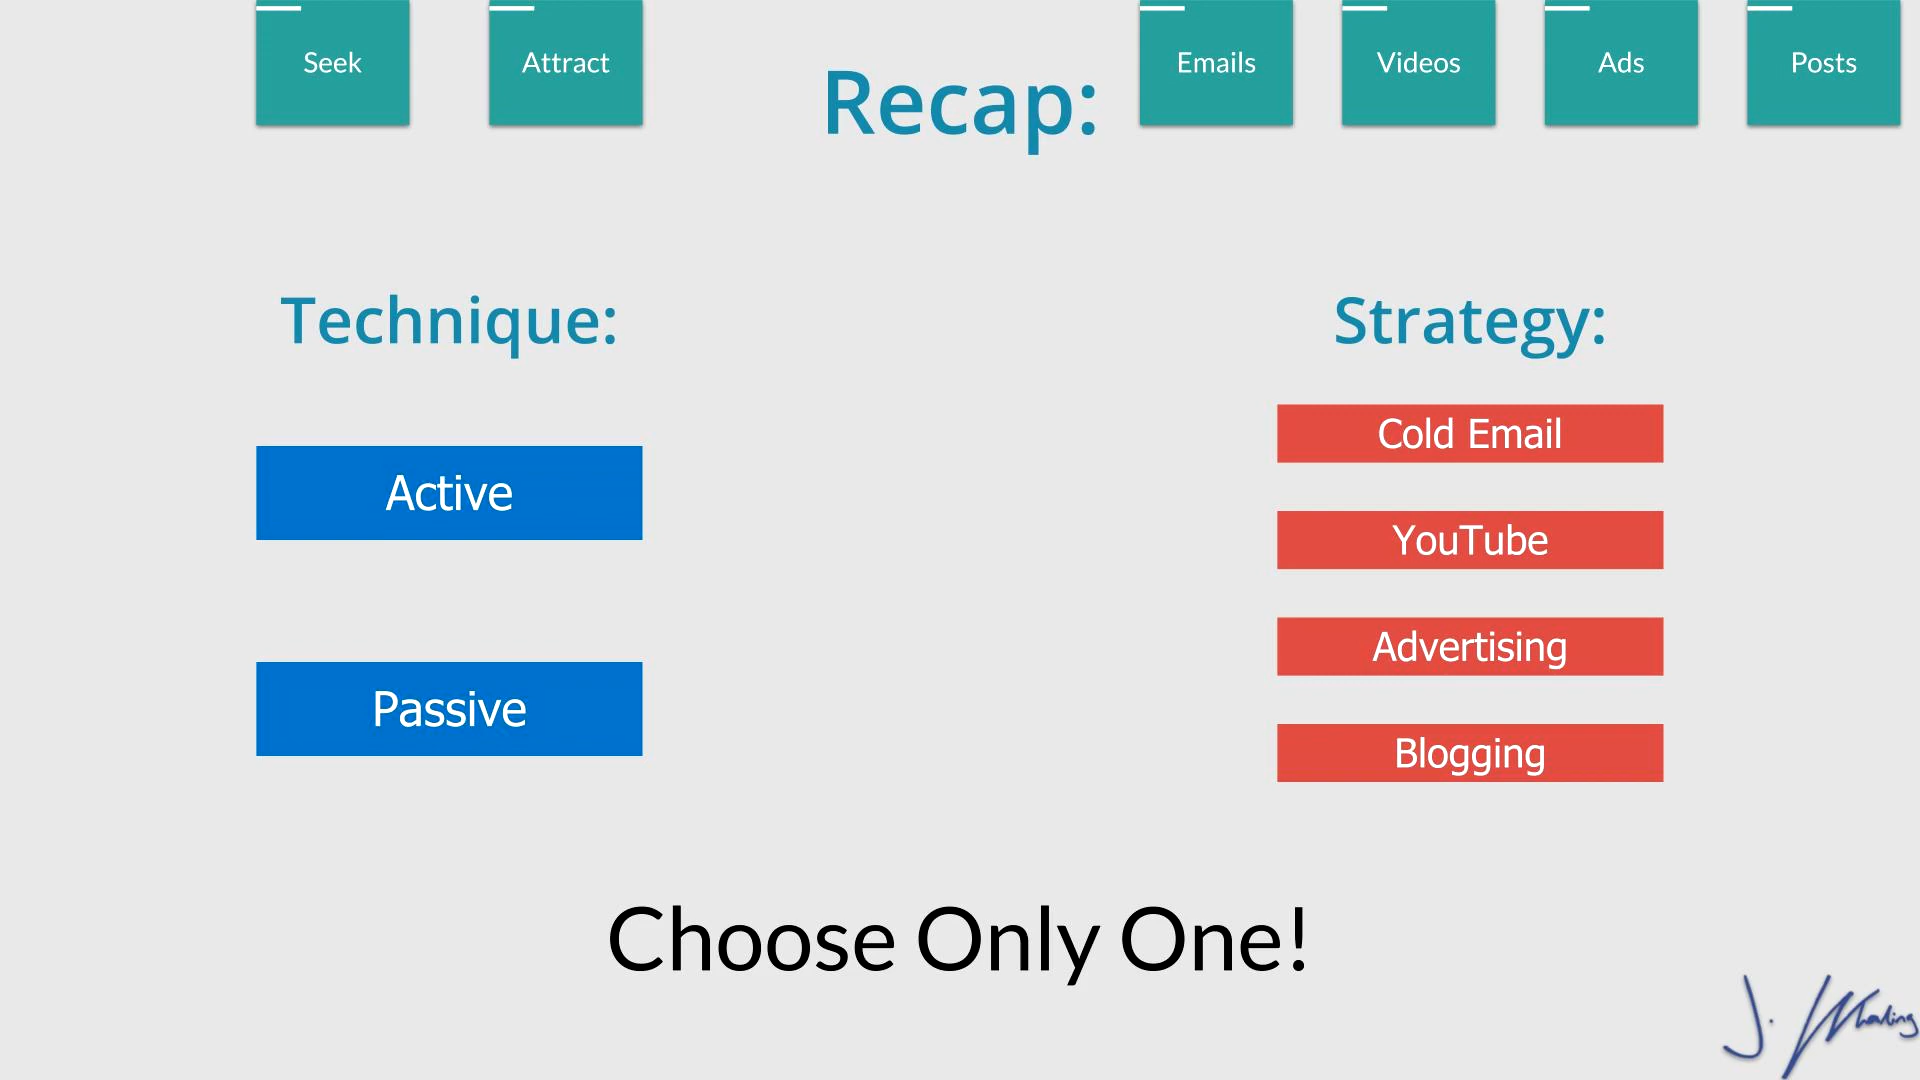 Seek
Attract
Emails
Videos
Ads
Posts
Recap:
Technique:
Active
Passive
Strategy:
Cold Email
YouTube
Advertising
Blogging
Choose Only One!